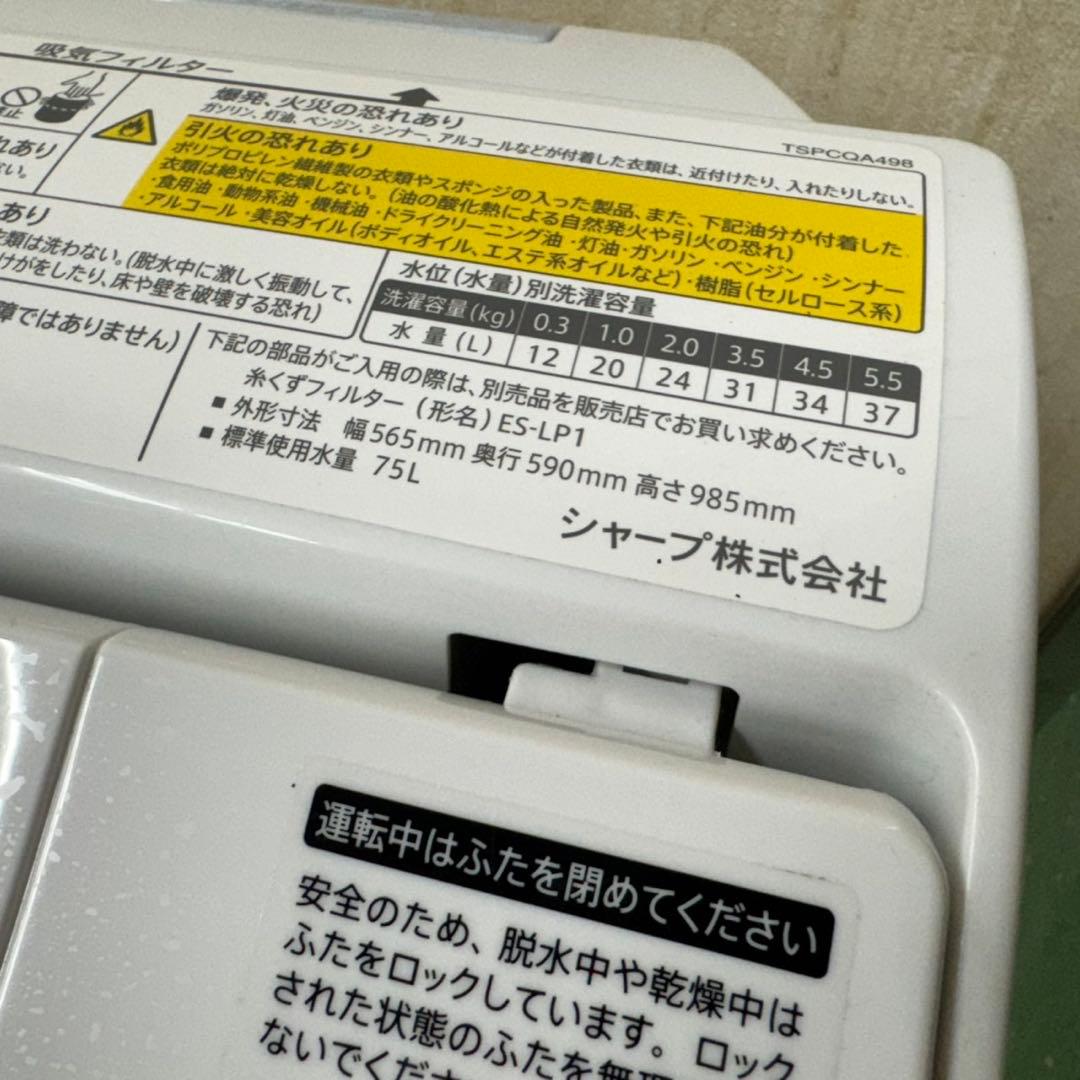 吸気フィルター
禁止
爆発、火災の恐れあり
ガソリン、灯油、ベンジン、シンナー、アルコールなどが付着した衣類は、近付けたり、入れたりしない。
TSPCQA498
引火の恐れあり
ポリプロピレン繊維製の衣類やスポンジの入った製品、また、下記油分が付着した
衣類は絶対に乾燥しない。(油の酸化熱による自然発火や引火の恐れ)
・食用油・動物系油・機械油・ドライクリーニング油・灯油・ガソリン・ベンジン・シンナー
・アルコール・美容オイル(ボディオイル、エステ系オイルなど)・樹脂(セルロース系)
れあり
ない。
あり
衣類は洗わない。(脱水中に激しく振動して、
けがをしたり、床や壁を破壊する恐れ)
障ではありません)
水位(水量)別洗濯容量
洗濯容量(kg) 0.3 1.0 2.0 3.5 4.5 5.5
水量(L) 12 20 24 31 34 37
下記の部品がご入用の際は、別売品を販売店でお買い求めください。
糸くずフィルター (形名) ES-LP1
■ 外形寸法 幅565mm 奥行590mm 高さ985mm
■ 標準使用水量 75L
シャープ株式会社
運転中はふたを閉めてください
安全のため、脱水中や乾燥中は
ふたをロックしています。ロック
された状態のふたを無理
ないでくだ